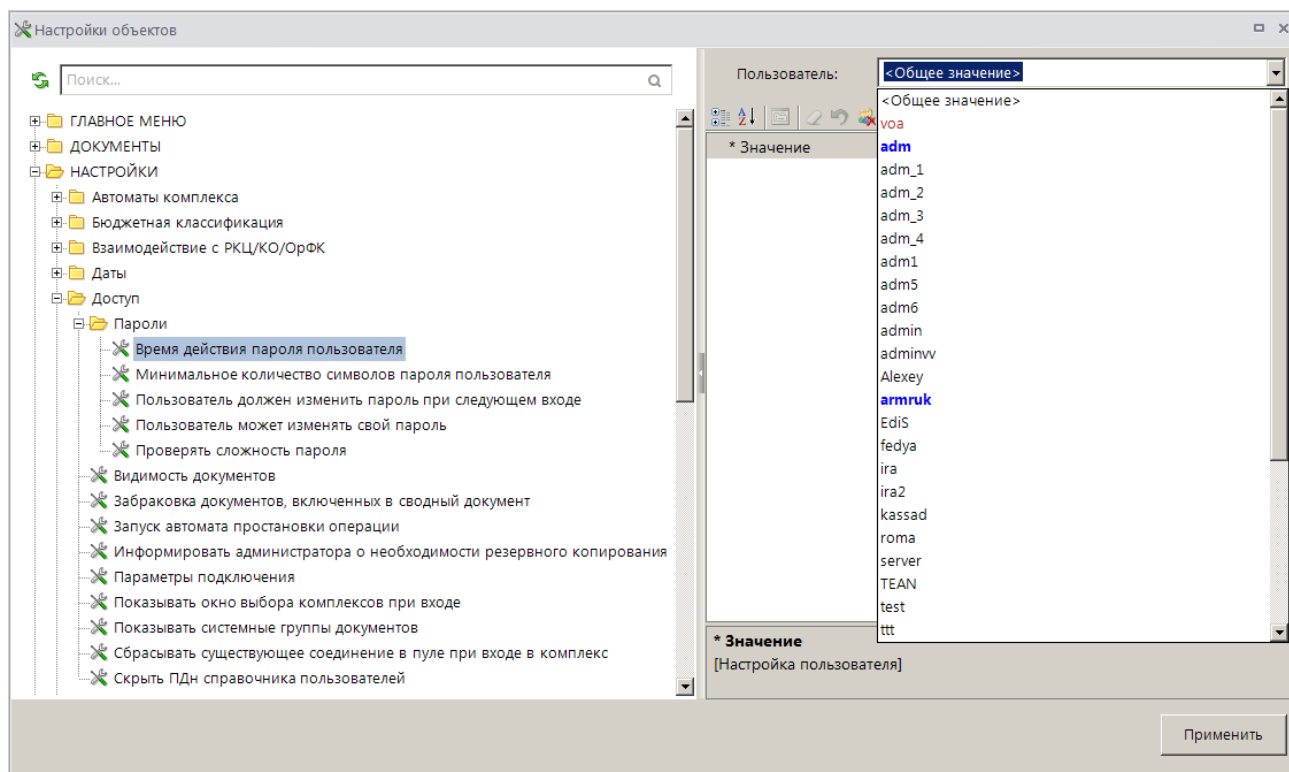 Настройки объектов
Поиск...
ГЛАВНОЕ МЕНЮ
ДОКУМЕНТЫ
НАСТРОЙКИ
Автоматы комплекса
Бюджетная классификация
Взаимодействие с РКЦ/КО/ОрФК
Даты
Доступ
Пароли
Время действия пароля пользователя
Минимальное количество символов пароля пользователя
Пользователь должен изменить пароль при следующем входе
Пользователь может изменять свой пароль
Проверять сложность пароля
Видимость документов
Забраковка документов, включенных в сводный документ
Запуск автомата простановки операции
Информировать администратора о необходимости резервного копирования
Параметры подключения
Показывать окно выбора комплексов при входе
Показывать системные группы документов
Сбрасывать существующее соединение в пуле при входе в комплекс
Скрыть ПДн справочника пользователей
Пользователь: <Общее значение>
* Значение
<Общее значение>
voa
adm
adm_1
adm_2
adm_3
adm_4
adm1
adm5
adm6
admin
adminvv
Alexey
armruk
EdiS
fedya
ira
ira2
kassad
roma
server
TEAN
test
ttt
* Значение
[Настройка пользователя]
Применить